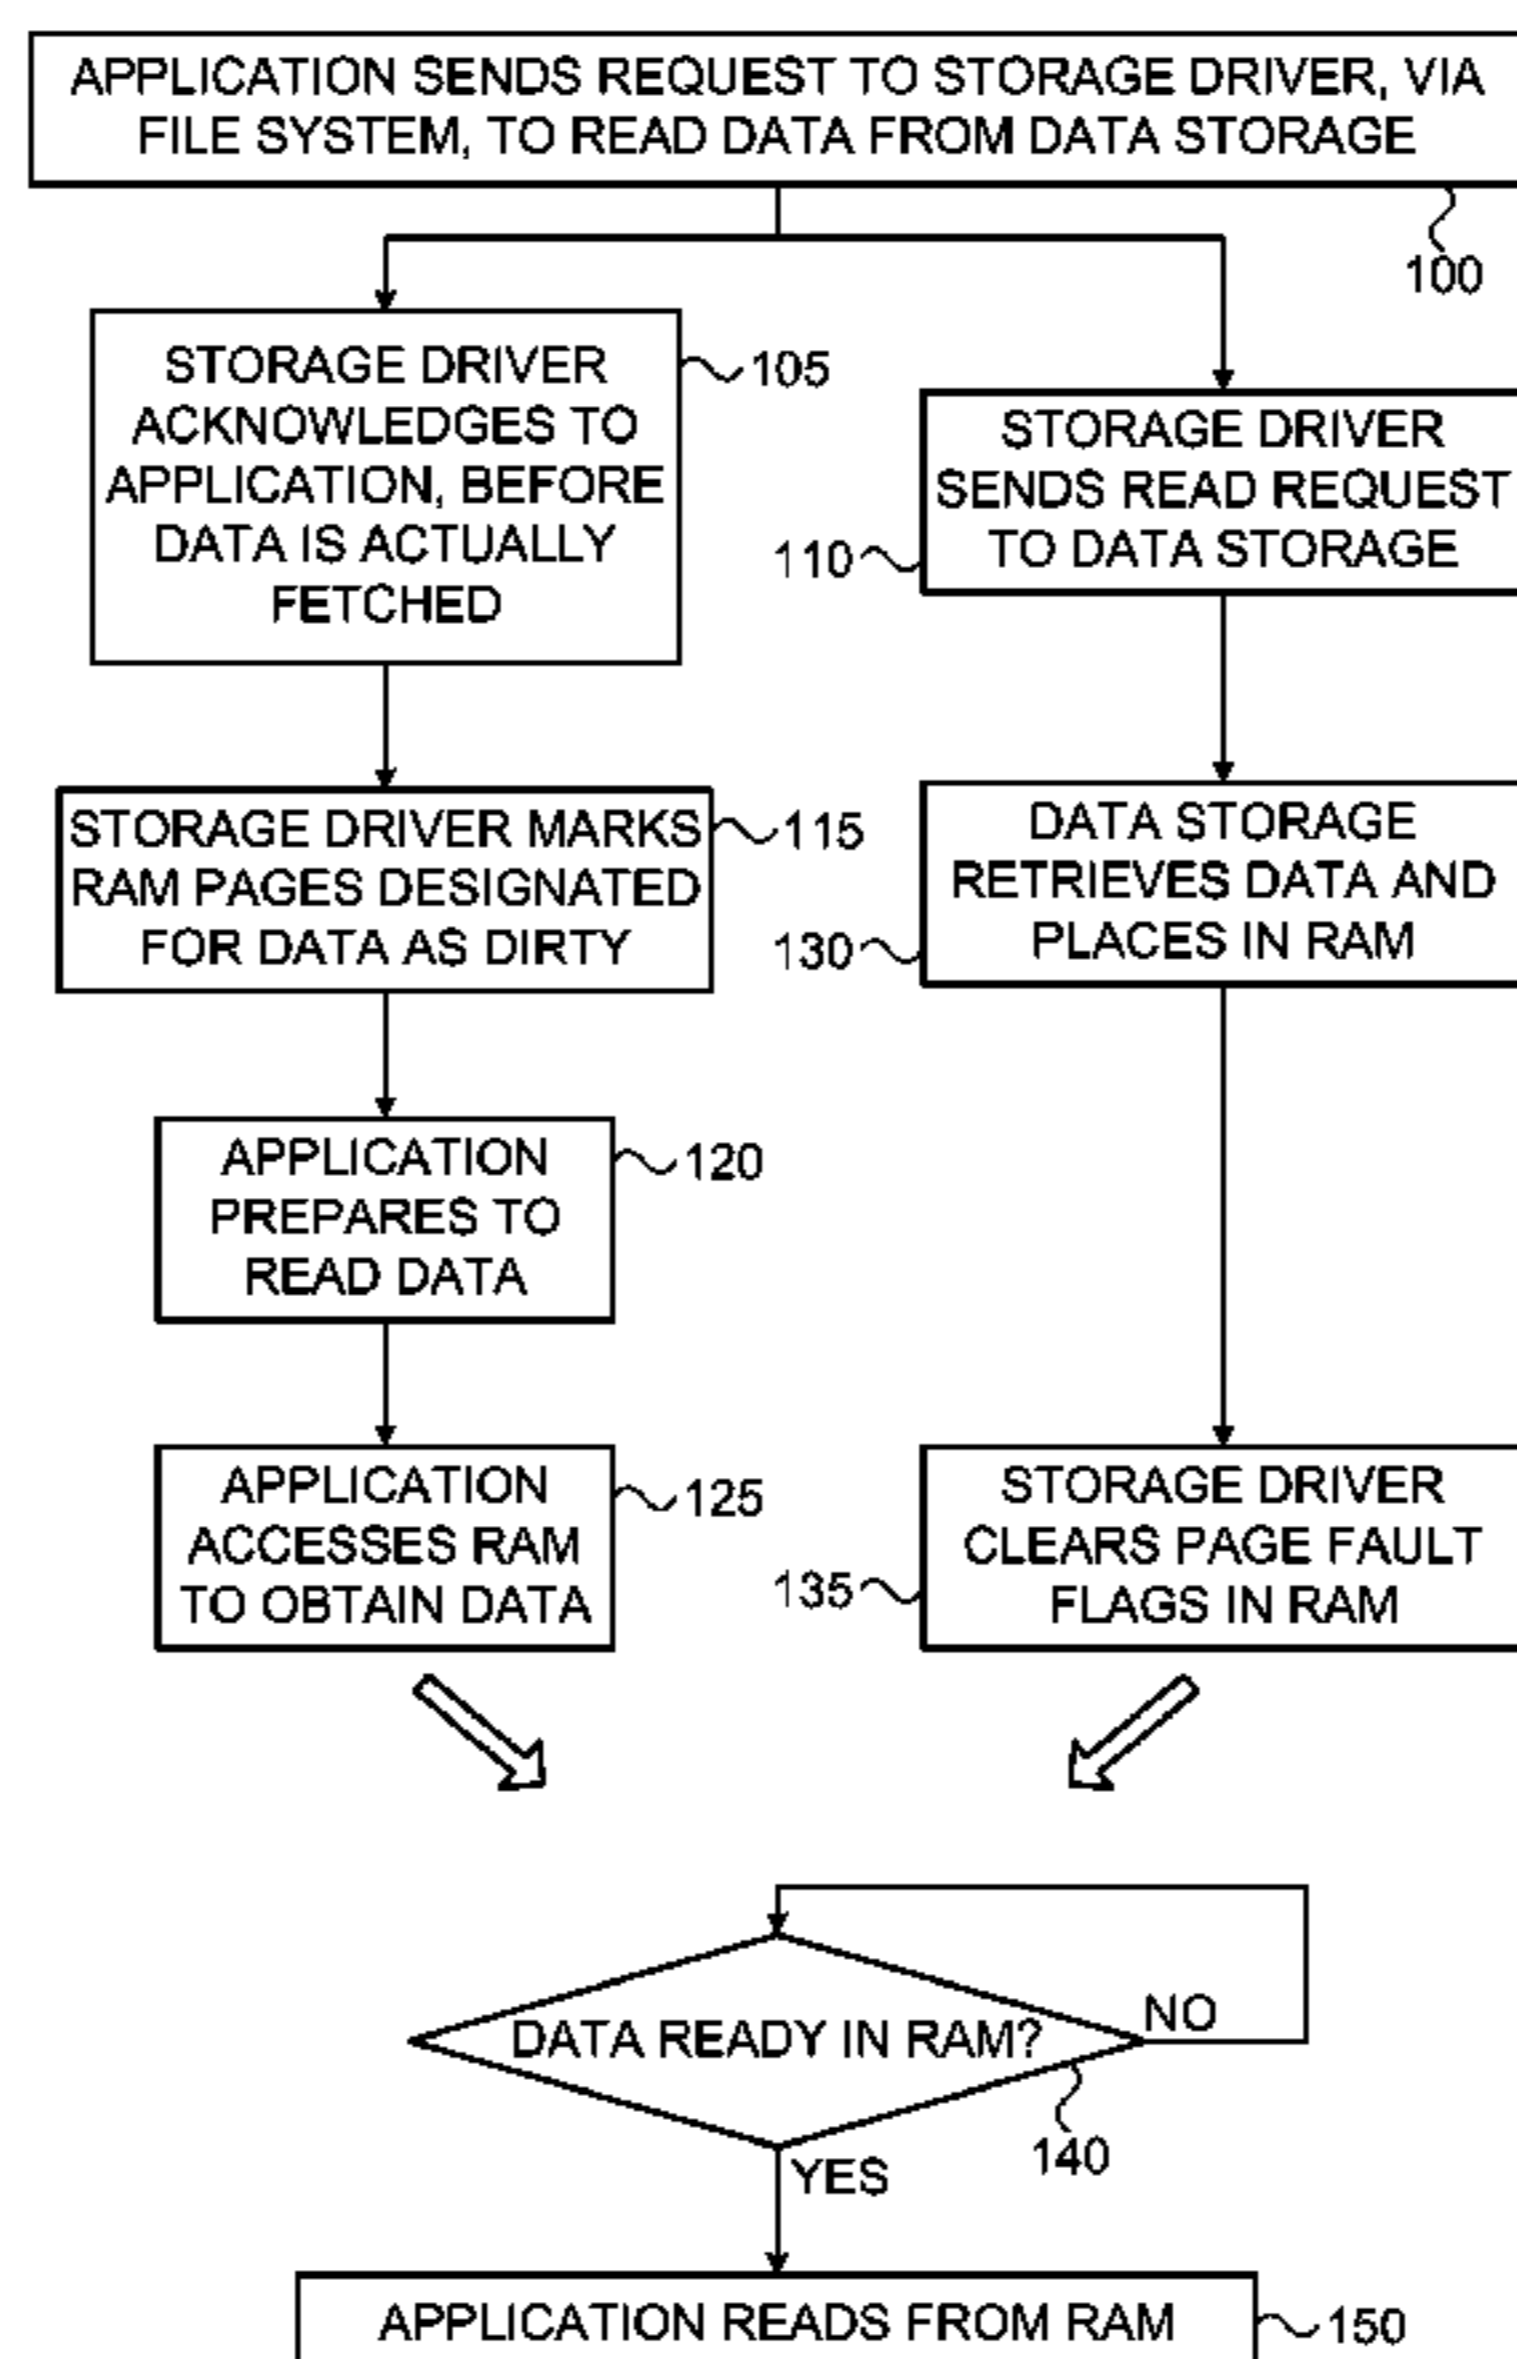 APPLICATION SENDS REQUEST TO STORAGE DRIVER, VIA
FILE SYSTEM, TO READ DATA FROM DATA STORAGE
100
STORAGE DRIVER
ACKNOWLEDGES TO
APPLICATION, BEFORE
DATA IS ACTUALLY
FETCHED
105
STORAGE DRIVER
SENDS READ REQUEST
TO DATA STORAGE
110
STORAGE DRIVER MARKS
RAM PAGES DESIGNATED
FOR DATA AS DIRTY
115
DATA STORAGE
RETRIEVES DATA AND
PLACES IN RAM
130
APPLICATION
PREPARES TO
READ DATA
120
APPLICATION
ACCESSES RAM
TO OBTAIN DATA
125
STORAGE DRIVER
CLEARS PAGE FAULT
FLAGS IN RAM
135
DATA READY IN RAM?
NO
140
YES
APPLICATION READS FROM RAM
150